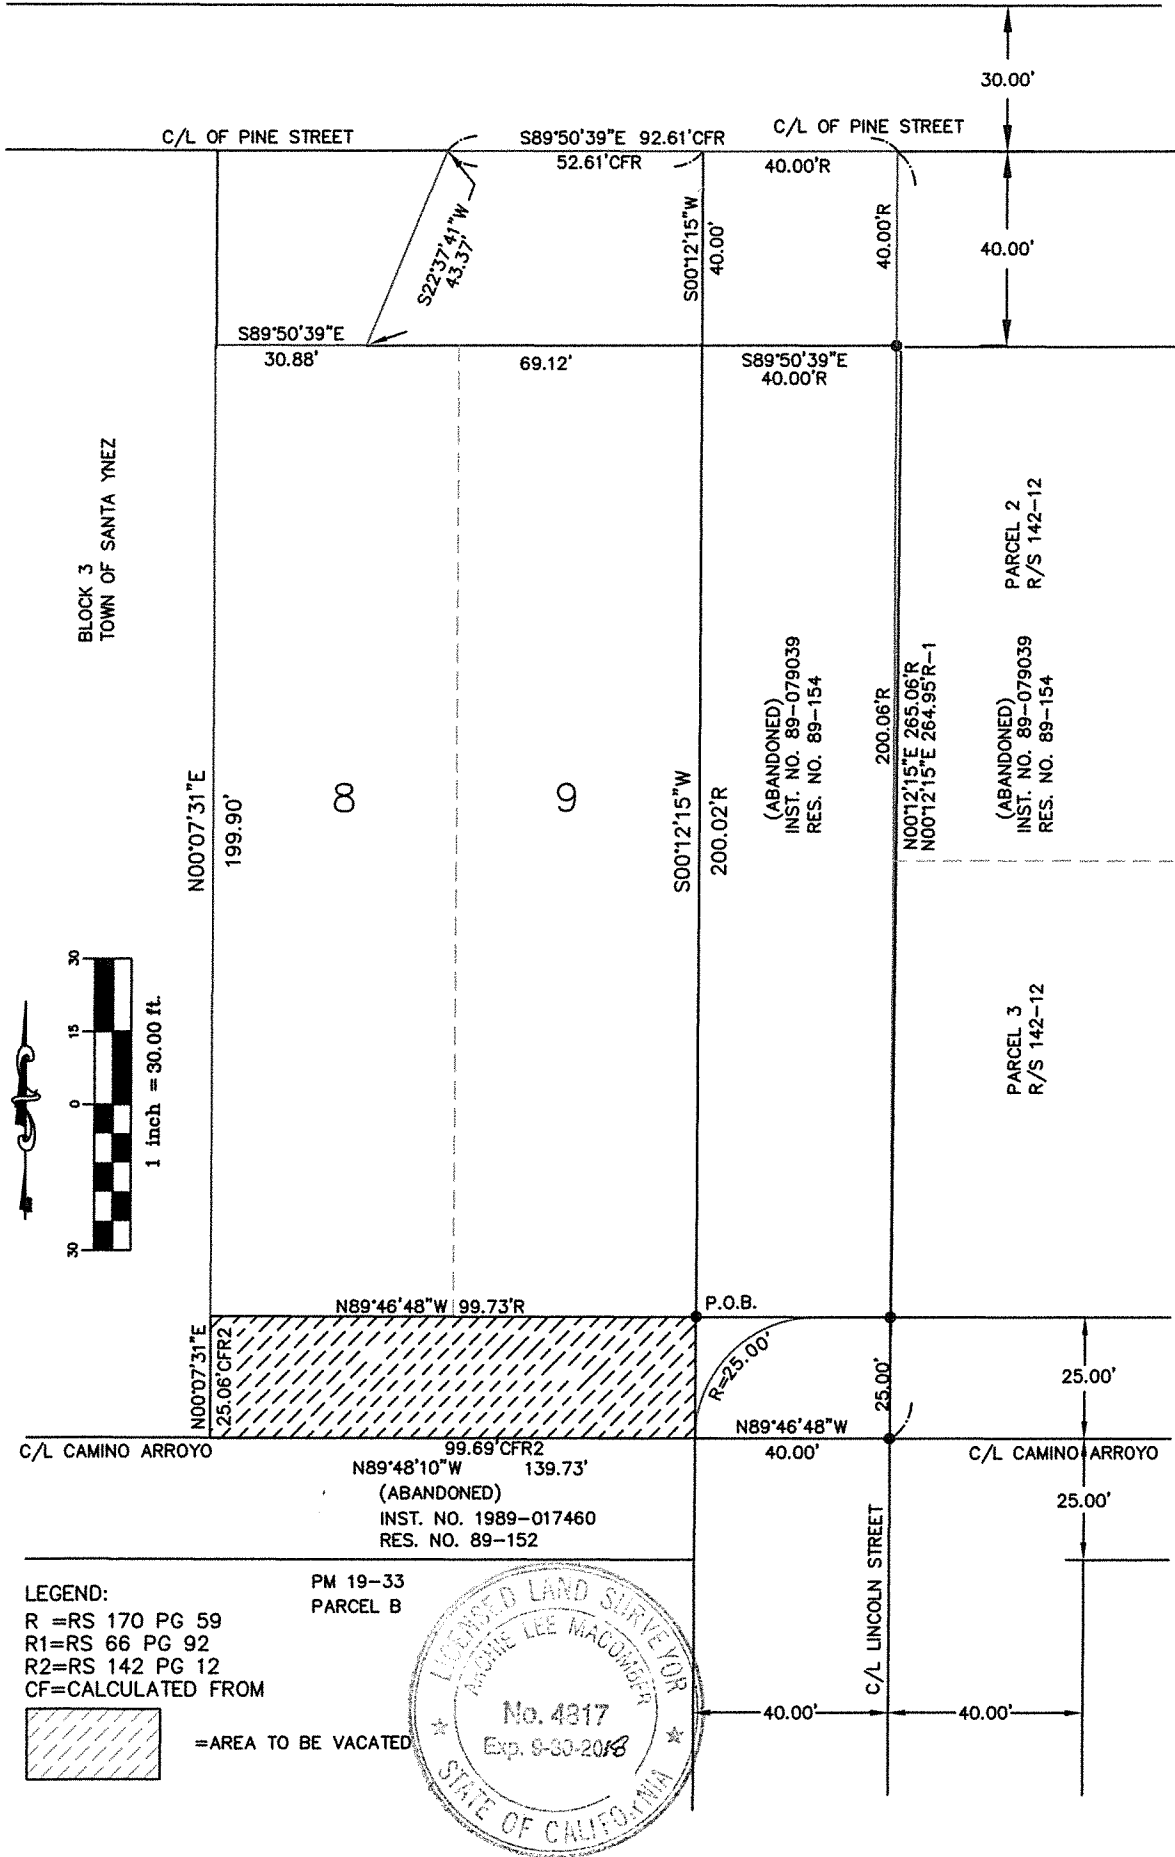 30.00'
C/L OF PINE STREET
S89°50'39"E 92.61'CFR
C/L OF PINE STREET
52.61'CFR
40.00'R
S22°37'41"W
43.37'
S00°12'15"W
40.00'
40.00'R
40.00'
S89°50'39"E
30.88'
69.12'
S89°50'39"E
40.00'R
BLOCK 3
TOWN OF SANTA YNEZ
PARCEL 2
R/S 142-12
N00°07'31"E
199.90'
8
9
S00°12'15"W
200.02'R
(ABANDONED)
INST. NO. 89-079039
RES. NO. 89-154
200.06'R
N00°12'15"E 265.06'R
N00°12'15"E 264.95'R-1
(ABANDONED)
INST. NO. 89-079039
RES. NO. 89-154
30
15
0
30
1 inch = 30.00 ft.
PARCEL 3
R/S 142-12
N89°46'48"W 99.73'R
P.O.B.
N00°07'31"E
25.06'CFR2
R=25.00'
25.00'
25.00'
N89°46'48"W
C/L CAMINO ARROYO
99.69'CFR2
40.00'
C/L CAMINO ARROYO
N89°48'10"W 139.73'
(ABANDONED)
INST. NO. 1989-017460
RES. NO. 89-152
25.00'
C/L LINCOLN STREET
LEGEND:
R =RS 170 PG 59
R1=RS 66 PG 92
R2=RS 142 PG 12
CF=CALCULATED FROM
=AREA TO BE VACATED
PM 19-33
PARCEL B
LICENSED LAND SURVEYOR
ARCHIE LEE MACOMBER
No. 4817
Exp. 9-30-2018
STATE OF CALIFORNIA
40.00'
40.00'